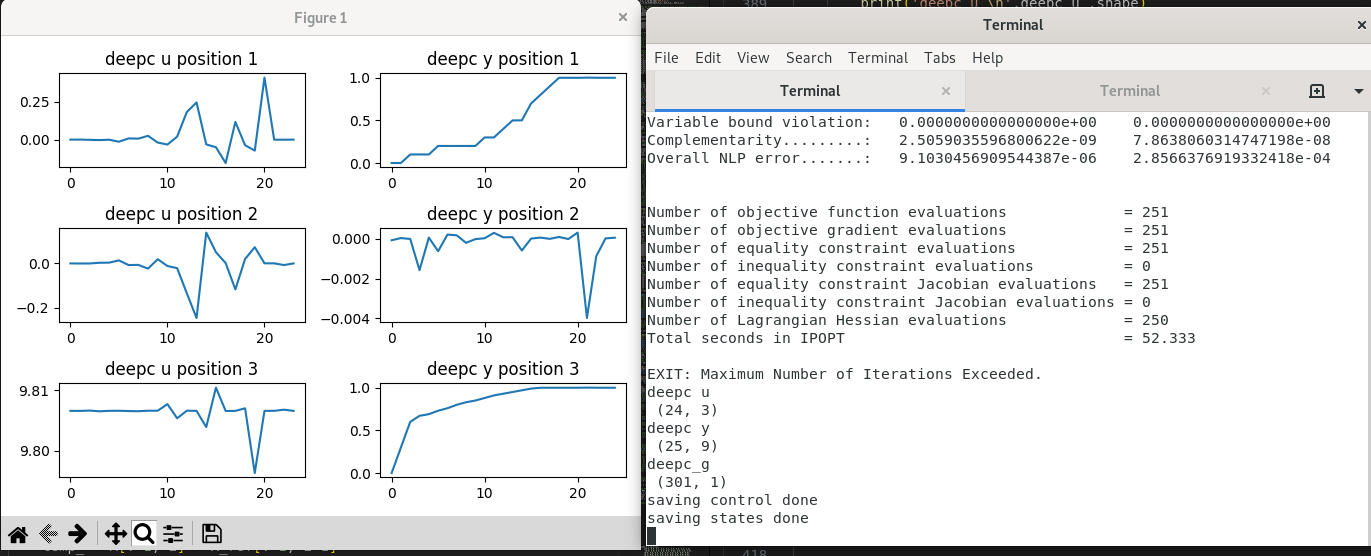 Figure 1
×
deepc u position 1
0.25
0.00
0
10
20
deepc y position 1
1.0
0.5
0.0
0
10
20
deepc u position 2
0.0
−0.2
0
10
20
deepc y position 2
0.000
−0.002
−0.004
0
10
20
deepc u position 3
9.81
9.80
0
10
20
deepc y position 3
1.0
0.5
0.0
0
10
20
389
Terminal
×
File Edit View Search Terminal Tabs Help
Terminal × Terminal ×
Variable bound violation: 0.0000000000000000e+00 0.0000000000000000e+00
Complementarity.........: 2.5059035596800622e-09 7.8638060314747198e-08
Overall NLP error.......: 9.1030456909544387e-06 2.8566376919332418e-04
Number of objective function evaluations = 251
Number of objective gradient evaluations = 251
Number of equality constraint evaluations = 251
Number of inequality constraint evaluations = 0
Number of equality constraint Jacobian evaluations = 251
Number of inequality constraint Jacobian evaluations = 0
Number of Lagrangian Hessian evaluations = 250
Total seconds in IPOPT = 52.333
EXIT: Maximum Number of Iterations Exceeded.
deepc u
(24, 3)
deepc y
(25, 9)
deepc_g
(301, 1)
saving control done
saving states done
418